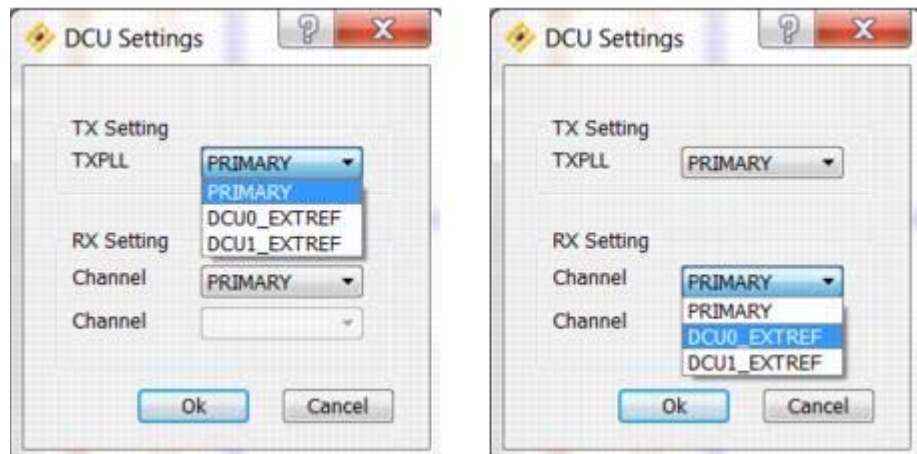 DCU Settings
TX Setting
TXPLL PRIMARY
PRIMARY
DCU0_EXTREF
DCU1_EXTREF
RX Setting
Channel PRIMARY
Channel
Ok Cancel
DCU Settings
TX Setting
TXPLL PRIMARY
RX Setting
Channel PRIMARY
PRIMARY
Channel
DCU0_EXTREF
DCU1_EXTREF
Ok Cancel